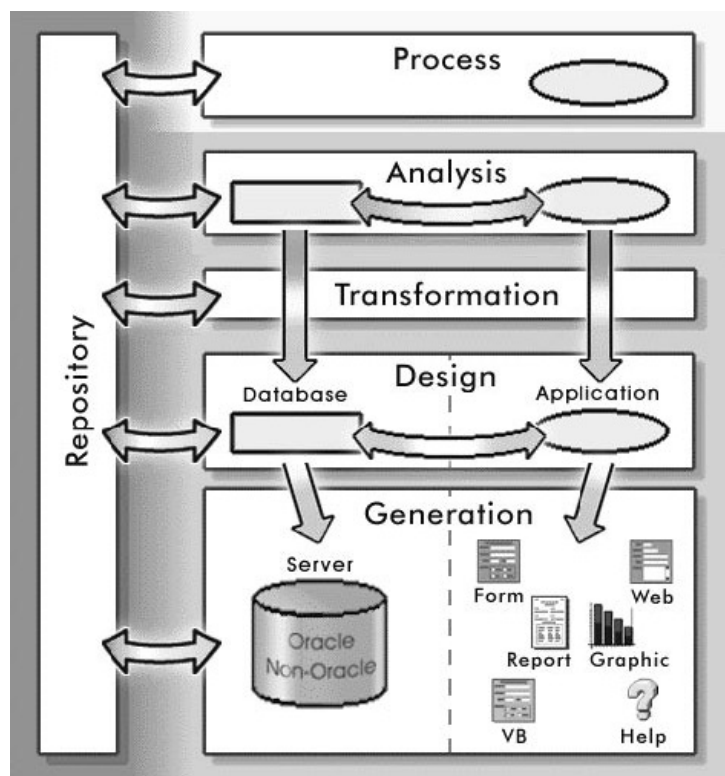 Process
Analysis
Transformation
Repository
Design
Database
Application
Generation
Server
Oracle
Non-Oracle
Form
Web
Report
Graphic
VB
Help